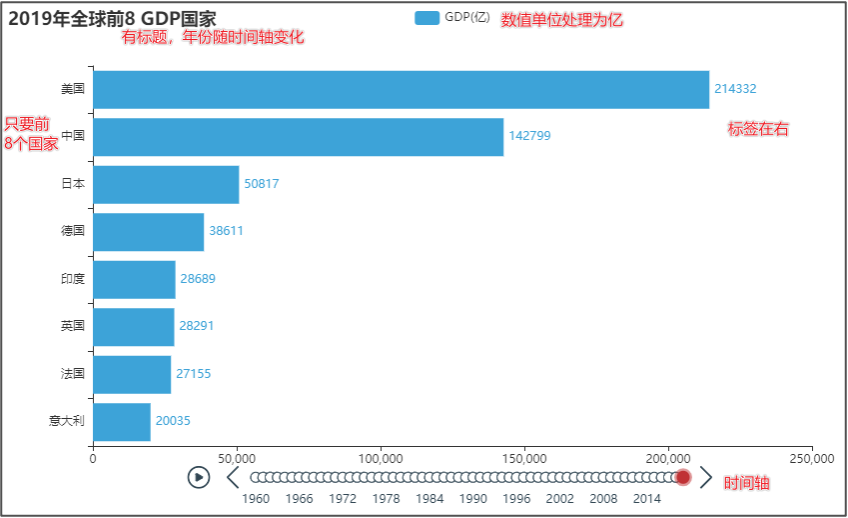 2019年全球前8 GDP国家
GDP(亿)
数值单位处理为亿
有标题，年份随时间轴变化
美国
214332
只要前
8个国家
中国
142799
标签在右
日本
50817
德国
38611
印度
28689
英国
28291
法国
27155
意大利
20035
0 50,000 100,000 150,000 200,000 250,000
时间轴
1960 1966 1972 1978 1984 1990 1996 2002 2008 2014